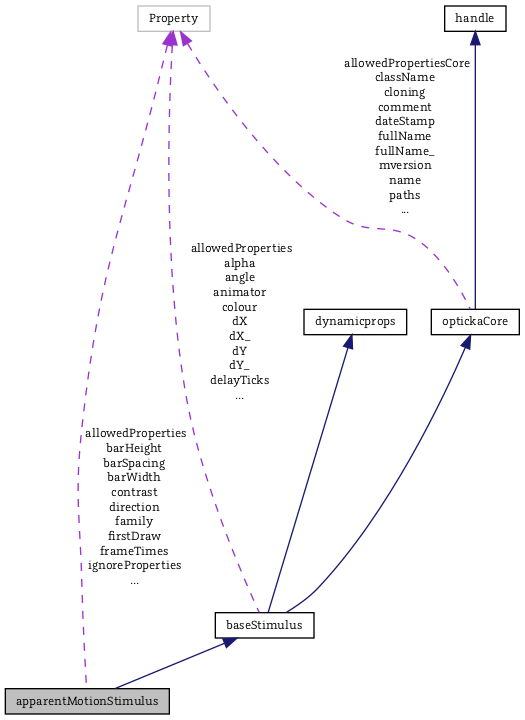 Property
handle
allowedPropertiesCore
className
cloning
comment
dateStamp
fullName
fullName_
mversion
name
paths
...
allowedProperties
alpha
angle
animator
colour
dX
dX_
dY
dY_
delayTicks
...
dynamicprops
optickaCore
allowedProperties
barHeight
barSpacing
barWidth
contrast
direction
family
firstDraw
frameTimes
ignoreProperties
...
baseStimulus
apparentMotionStimulus